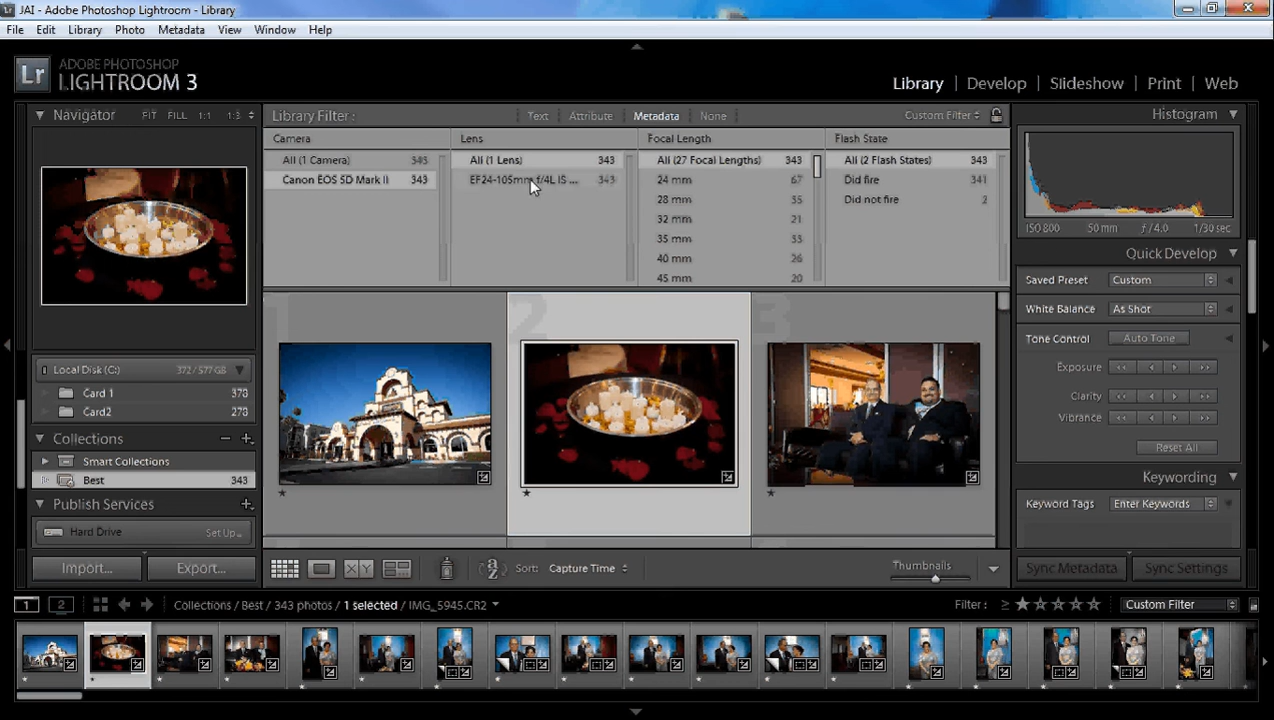 JAI - Adobe Photoshop Lightroom - Library
File Edit Library Photo Metadata View Window Help
Lr ADOBE PHOTOSHOP
LIGHTROOM 3
Library | Develop | Slideshow | Print | Web
Navigator FIT FILL 1:1
Library Filter: Text Attribute Metadata None Custom Filter
Histogram
Camera Lens Focal Length Flash State
All (1 Camera) 343 All (1 Lens) 343 All (27 Focal Lengths) 343 All (2 Flash States) 343
Canon EOS 5D Mark II 343 EF24-105mm f/4L IS ... 343 24 mm 67 Did fire 341
28 mm 35 Did not fire 2
32 mm 21
35 mm 33
40 mm 26
45 mm 20
ISO 800 50 mm ƒ / 4.0 1/30 sec
Quick Develop
Saved Preset Custom
White Balance As Shot
Tone Control Auto Tone
Exposure
Clarity
Vibrance
Reset All
Keywording
Keyword Tags Enter Keywords
1 2 3
Local Disk (C:) 372 / 577 GB
Card 1 378
Card2 278
Collections
Smart Collections
Best 343
Publish Services
Hard Drive Set Up...
Import... Export...
XY Sort: Capture Time Thumbnails
Sync Metadata Sync Settings
1 2 Collections / Best / 343 photos / 1 selected / IMG_5945.CR2 Filter : ≥ Custom Filter